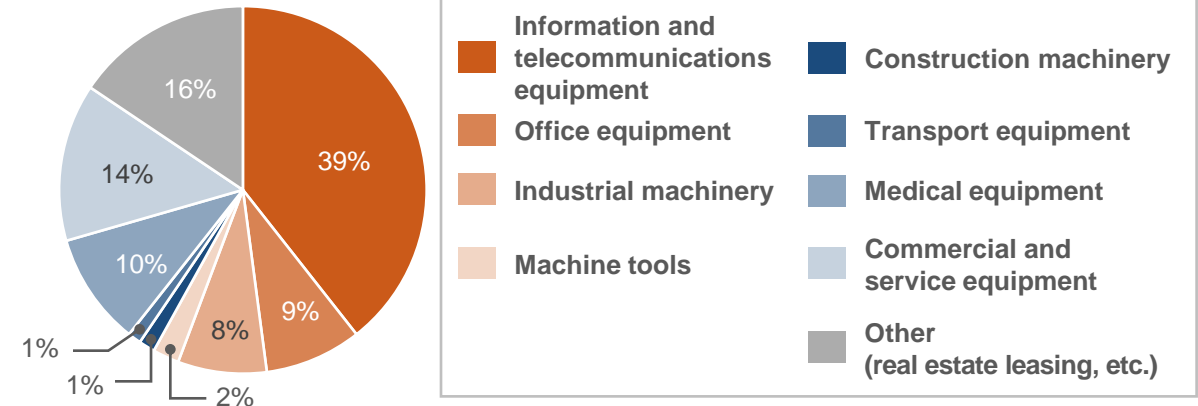 39%
9%
8%
2%
1%
1%
10%
14%
16%
Information and
telecommunications
equipment
Office equipment
Industrial machinery
Machine tools
Construction machinery
Transport equipment
Medical equipment
Commercial and
service equipment
Other
(real estate leasing, etc.)